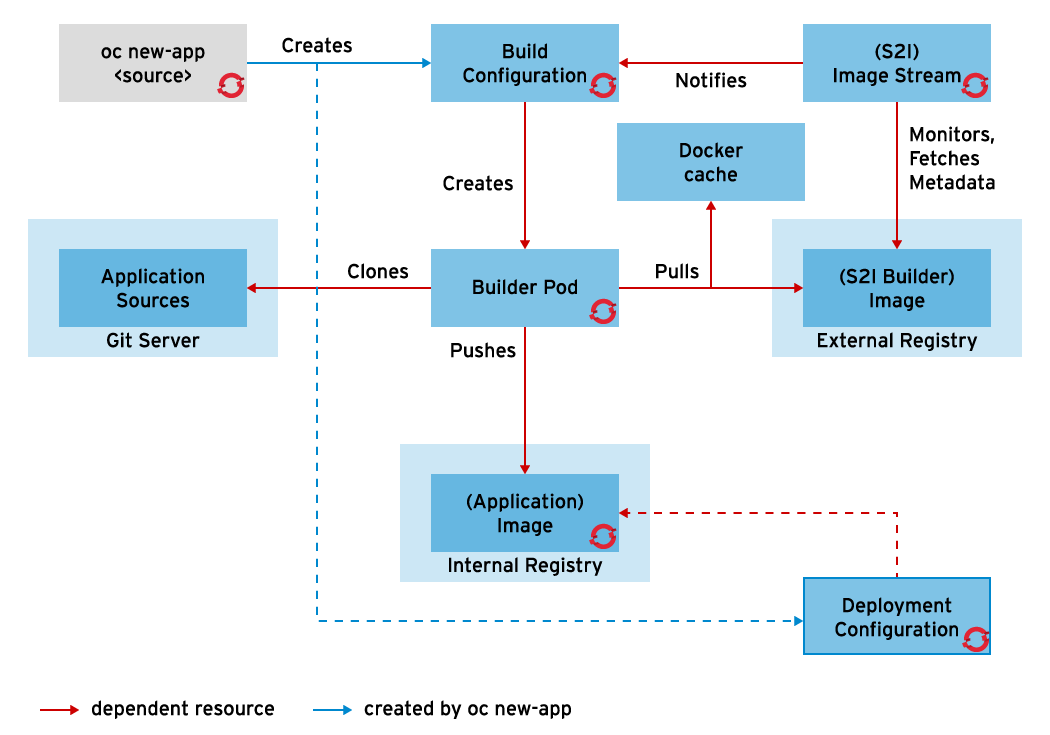 oc new-app
<source>
Creates
Build
Configuration
Notifies
(S2I)
Image Stream
Monitors,
Fetches
Metadata
Docker
cache
Creates
Application
Sources
Git Server
Clones
Builder Pod
Pulls
(S2I Builder)
Image
External Registry
Pushes
(Application)
Image
Internal Registry
Deployment
Configuration
dependent resource
created by oc new-app